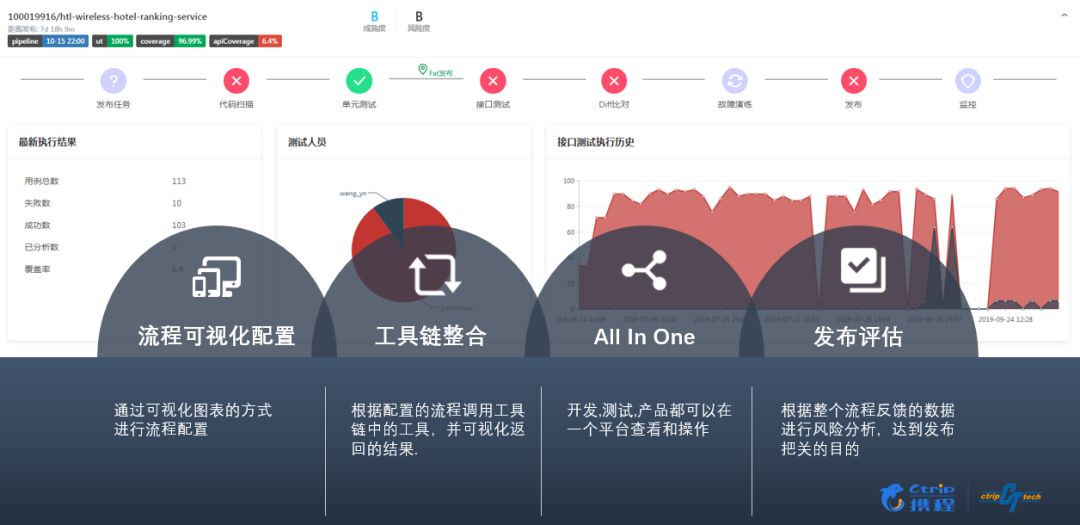 100019916/htl-wireless-hotel-ranking-service
距离发布: 7d 18h 9m
pipeline 10-15 22:00 ut 100% coverage 96.99% apiCoverage 6.4%
B
成熟度
B
风险度
发布任务
代码扫描
单元测试
Fat发布
接口测试
Diff比对
故障演练
发布
监控
最新执行结果
用例总数 113
失败数 10
成功数 103
已分析数 0
覆盖率 6.4
测试人员
wang_yn
接口测试执行历史
100
80
60
40
20
0
2019-09-24 12:28
流程可视化配置
工具链整合
All In One
发布评估
通过可视化图表的方式
进行流程配置
根据配置的流程调用工具
链中的工具，并可视化返
回的结果.
开发,测试,产品都可以在
一个平台查看和操作
根据整个流程反馈的数据
进行风险分析，达到发布
把关的目的
Ctrip
携程
ctrip tech